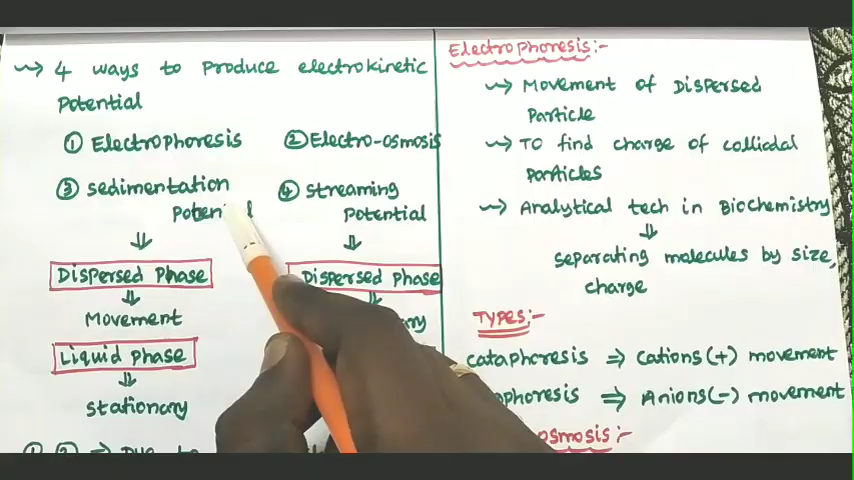 4 ways to produce electrokinetic
Potential
① Electrophoresis ② Electro-osmosis
③ sedimentation ④ streaming
Potential
⇓ ⇓
Dispersed Phase Dispersed Phase
⇓
Movement
Liquid Phase
⇓
stationary
⇒ Due to
Electrophoresis:-
Movement of Dispersed
Particle
To find charge of colloidal
Particles
Analytical tech in Biochemistry
⇓
separating molecules by size,
charge
Types:-
cataphoresis ⇒ Cations(+) movement
⇒ Anions(-) movement